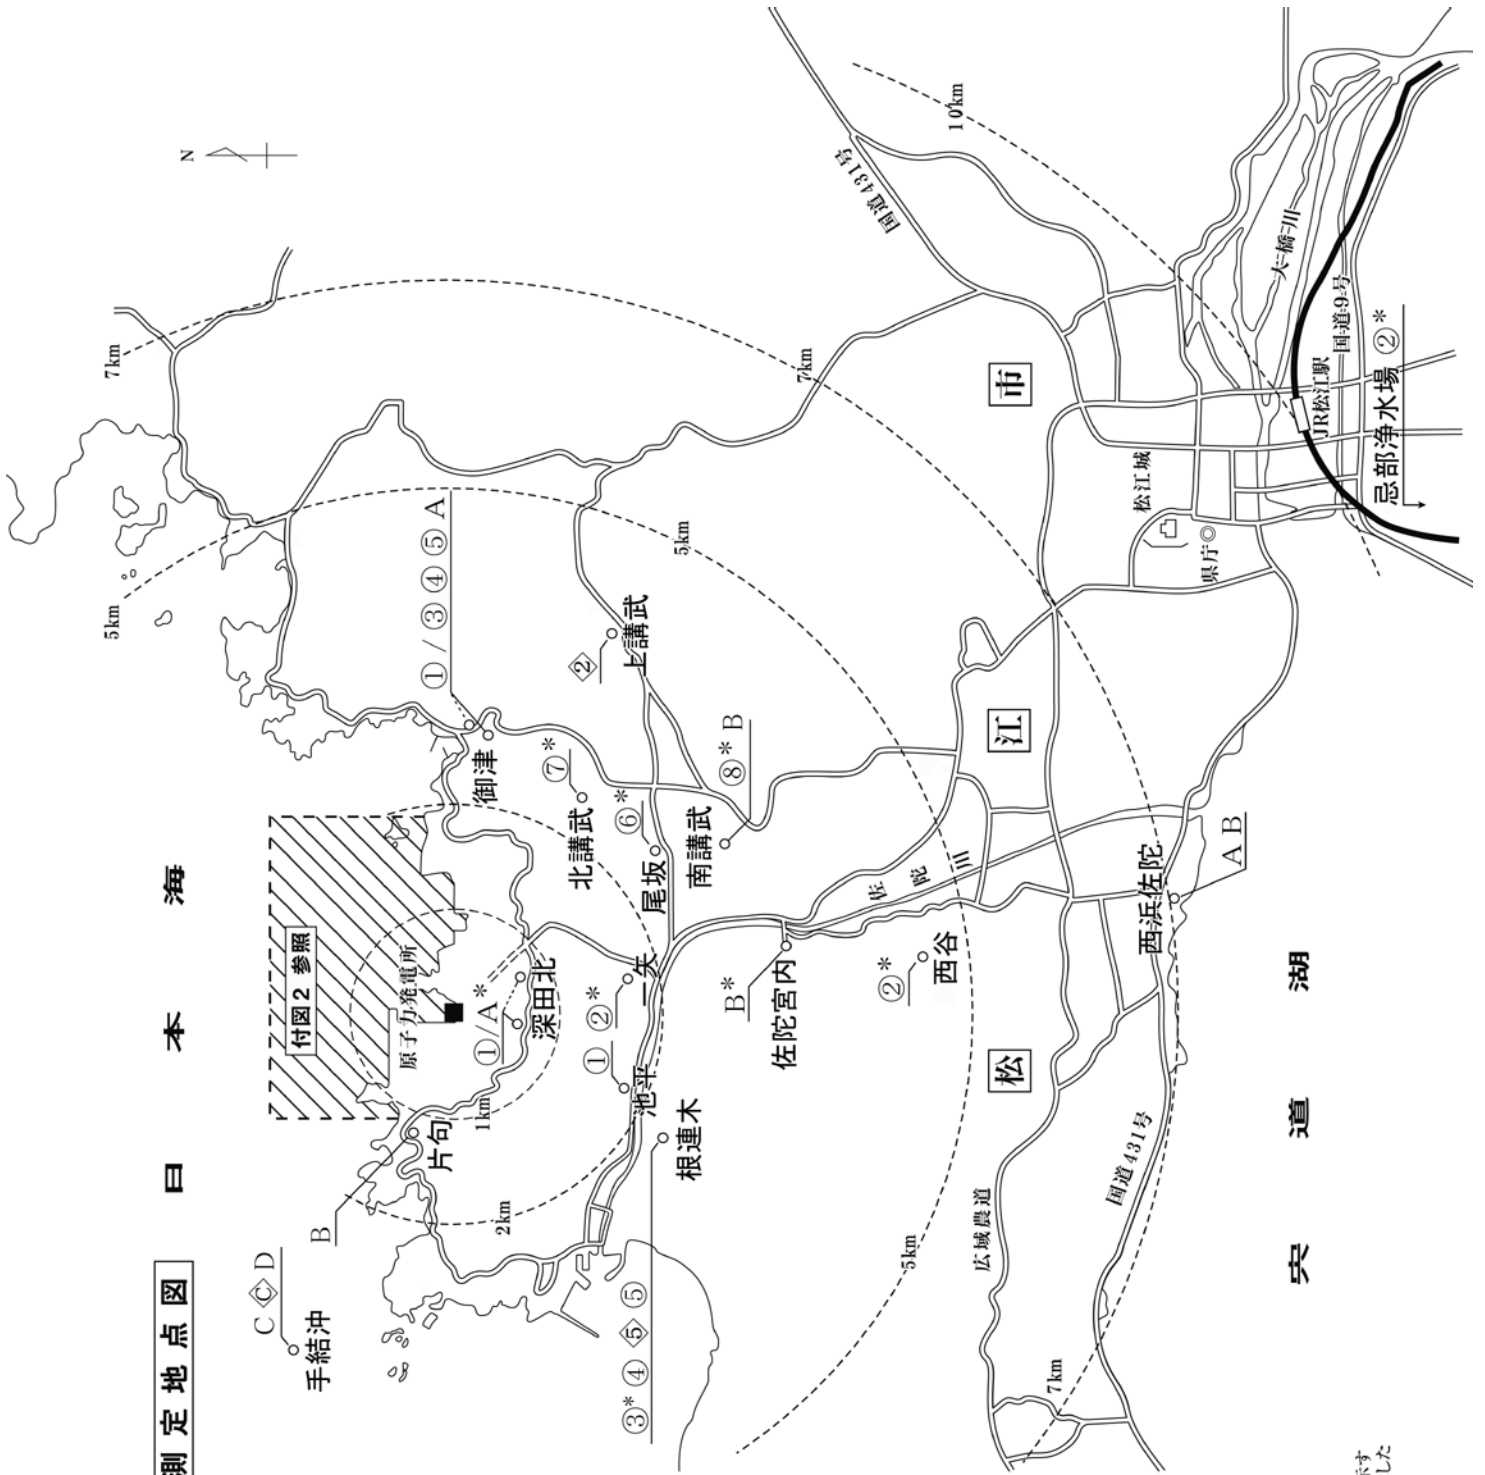 測定地点図
日本海
N
付図2 参照
原子力発電所
手結沖
C ◇C D
片句
B
1km
2km
5km
7km
5km
7km
5km
7km
10km
深田北
①/A*
一矢
②*
池平
①
根連木
③* ④ ◇5 ⑤
御津
①/③④⑤A
北講武
⑦*
尾坂
⑥*
南講武
⑧* B
上講武
◇2
佐陀宮内
B*
西谷
②*
西浜佐陀
A B
佐陀川
松江市
国道431号
国道431号
広域農道
松江城
県庁
大橋川
国道9号
JR松江駅
忌部浄水場 ②*
宍道湖
示す
した